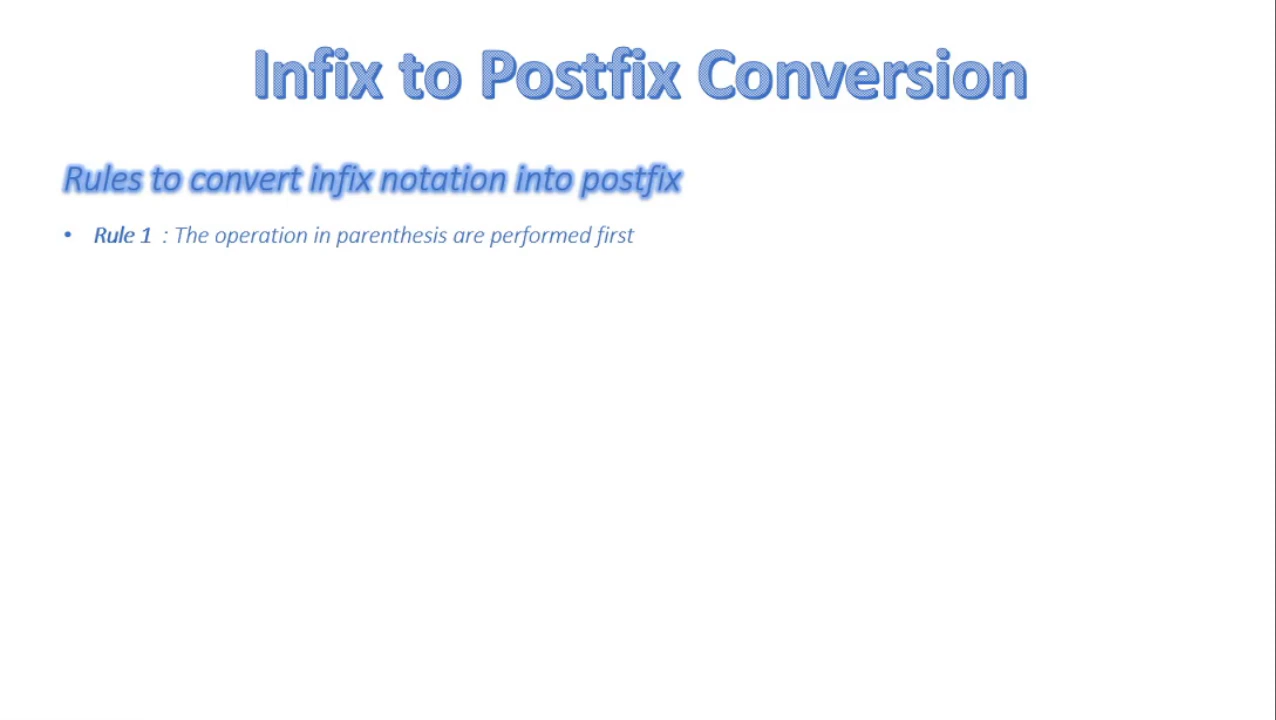 Infix to Postfix Conversion
Rules to convert infix notation into postfix
• Rule 1 : The operation in parenthesis are performed first